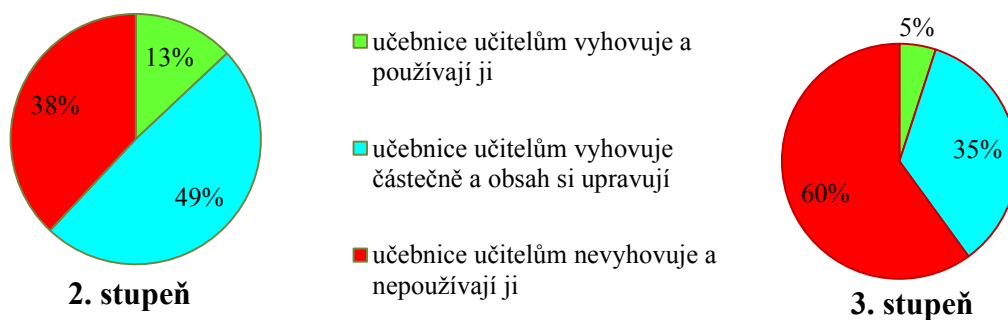 13%
38%
49%
2. stupeň
učebnice učitelům vyhovuje a
používají ji
učebnice učitelům vyhovuje
částečně a obsah si upravují
učebnice učitelům nevyhovuje a
nepoužívají ji
5%
35%
60%
3. stupeň